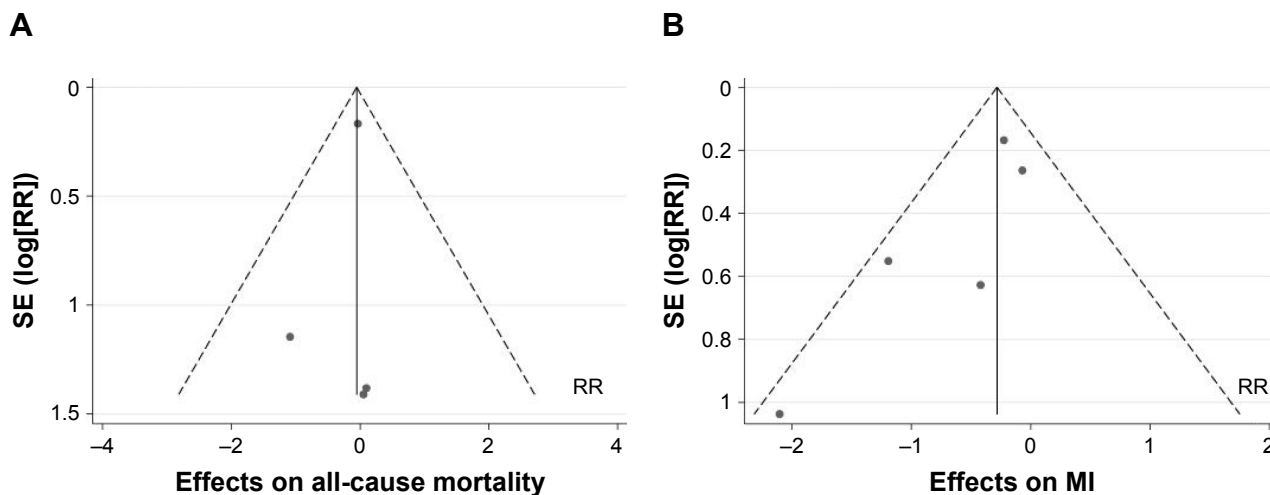 A
0
0.5
1
1.5
SE (log[RR])
RR
–4
–2
0
2
4
Effects on all-cause mortality
B
0
0.2
0.4
0.6
0.8
1
SE (log[RR])
RR
–2
–1
0
1
2
Effects on MI